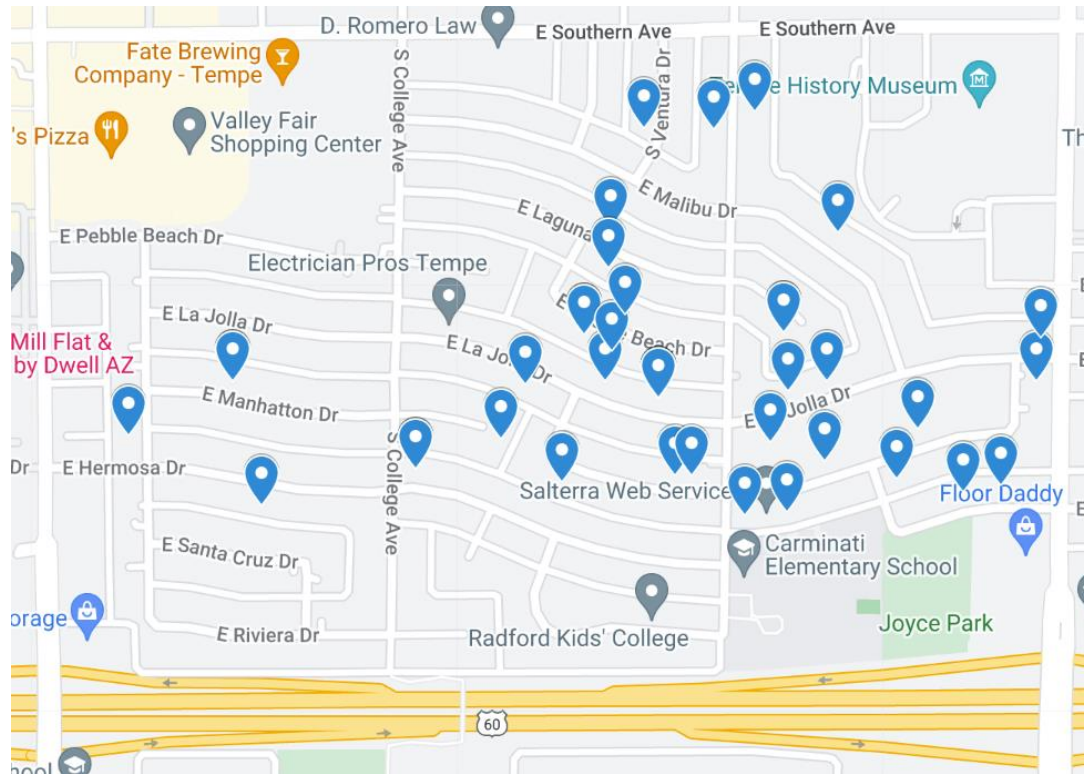 D. Romero Law
E Southern Ave
E Southern Ave
Fate Brewing
Company - Tempe
S College Ave
S Ventura Dr
History Museum
's Pizza
Valley Fair
Shopping Center
Th
E Malibu Dr
E Laguna
E Pebble Beach Dr
Electrician Pros Tempe
E La Jolla Dr
Beach Dr
Mill Flat &
by Dwell AZ
E La Jo
Dr
E Manhatton Dr
Jolla Dr
S College Ave
Dr
E Hermosa Dr
Salterra Web Service
Floor Daddy
E
E Santa Cruz Dr
Carminati
Elementary School
orage
E Riviera Dr
Radford Kids' College
Joyce Park
60
hool